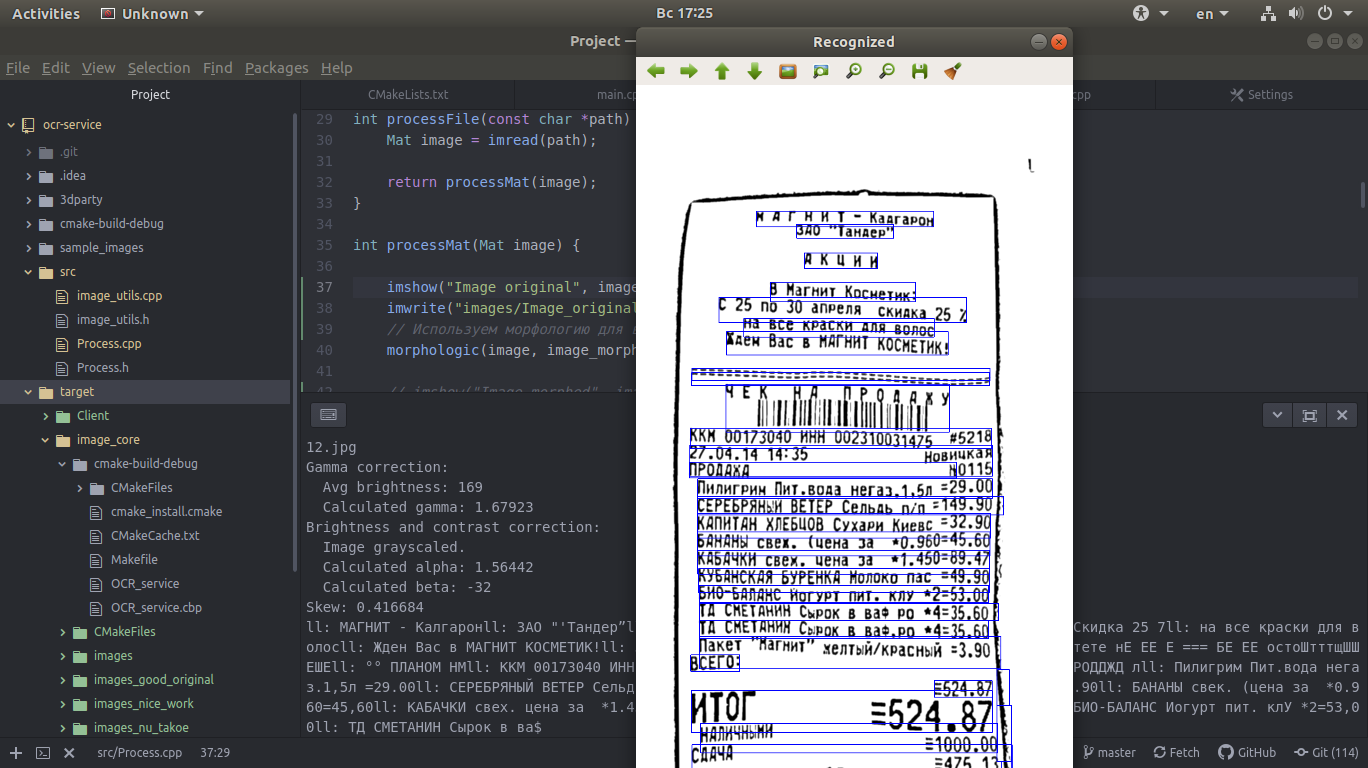 Activities Unknown Вс 17:25 en
Project —
File Edit View Selection Find Packages Help
Project
ocr-service
.git
.idea
3dparty
cmake-build-debug
sample_images
src
image_utils.cpp
image_utils.h
Process.cpp
Process.h
target
Client
image_core
cmake-build-debug
CMakeFiles
cmake_install.cmake
CMakeCache.txt
Makefile
OCR_service
OCR_service.cbp
CMakeFiles
images
images_good_original
images_nice_work
images_nu_takoe
CMakeLists.txt main.cp cpp Settings
29 int processFile(const char *path)
30 Mat image = imread(path);
31
32 return processMat(image);
33 }
34
35 int processMat(Mat image) {
36
37 imshow("Image original", image
38 imwrite("images/Image_original
39 // Используем морфологию для в
40 morphologic(image, image_morph
41
42 // imshow("Image morphed", im
12.jpg
Gamma correction:
Avg brightness: 169
Calculated gamma: 1.67923
Brightness and contrast correction:
Image grayscaled.
Calculated alpha: 1.56442
Calculated beta: -32
Skew: 0.416684
ll: МАГНИТ - Калгаронll: ЗАО "'Тандер”l
олосll: Жден Вас в МАГНИТ КОСМЕТИК!ll:
ЕШЕll: °° ПЛАНОМ НМll: ККМ 00173040 ИНН
з.1,5л =29.00ll: СЕРЕБРЯНЫЙ ВЕТЕР Сельд
60=45,60ll: КАБАЧКИ свех. цена за *1.4
0ll: ТД СМЕТАНИН Сырок в ва$
Скидка 25 7ll: на все краски для в
тете нЕ ЕЕ Е === БЕ ЕЕ остоШтттщШШ
РОДДЖД лll: Пилигрим Пит.вода нега
.90ll: БАНАНЫ свек. (цена за *0.9
БИО-БАЛАНС Иогурт пит. клУ *2=53,0
src/Process.cpp 37:29 master Fetch GitHub Git (114)
Recognized
МАГНИТ - Кадгарон
ЗАО "Тандер"
АКЦИИ
В Магнит Косметик:
С 25 по 30 апреля скидка 25 %
на все краски для волос
Ждем Вас в МАГНИТ КОСМЕТИК!
ЧЕК НА ПРОДАЖУ
ККМ 00173040 ИНН 002310031475 #5218
27.04.14 14:35 Новицкая
ПРОДАЖА №0115
Пилигрим Пит.вода негаз.1,5л =29.00
СЕРЕБРЯНЫЙ ВЕТЕР Сельдь п/п =149.90
КАПИТАН ХЛЕБЦОВ Сухари Киевс =32.90
БАНАНЫ свех. (цена за *0.960=45.60
КАБАЧКИ свех. цена за *1.450=89.47
КУБАНСКАЯ БУРЕНКА Молоко пас =49.90
БИО-БАЛАНС Йогурт пит. клУ *2=53.00
ТД СМЕТАНИН Сырок в ваф ро *4=35.60
ТД СМЕТАНИН Сырок в ваф.ро *4=35.60
Пакет "Магнит" желтый/красный =3.90
ВСЕГО:
≡524.87
ИТОГ ≡524.87
НАЛИЧНЫМИ ≡1000.00
СДАЧА ≡475.13